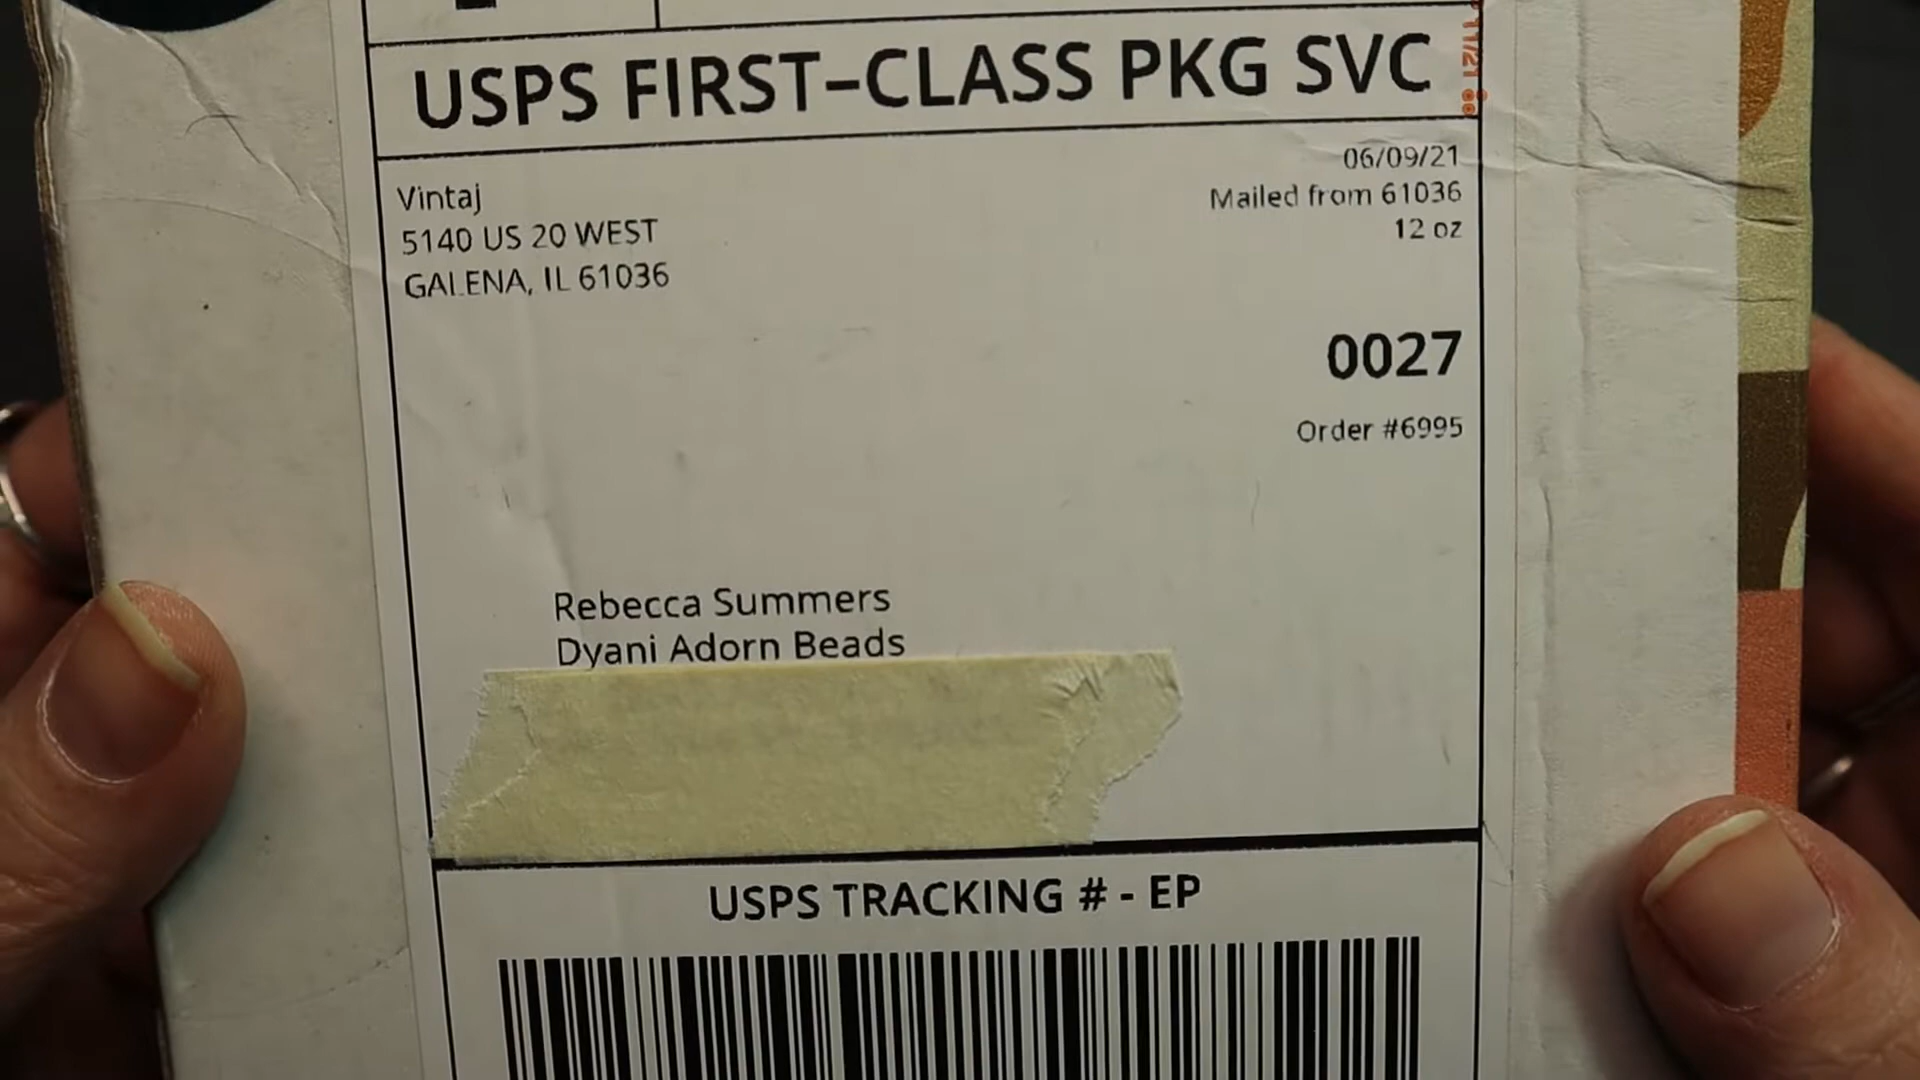 USPS FIRST-CLASS PKG SVC
06/09/21
Vintaj
Mailed from 61036
5140 US 20 WEST
12 oz
GALENA, IL 61036
0027
Order #6995
Rebecca Summers
Dyani Adorn Beads
USPS TRACKING # - EP